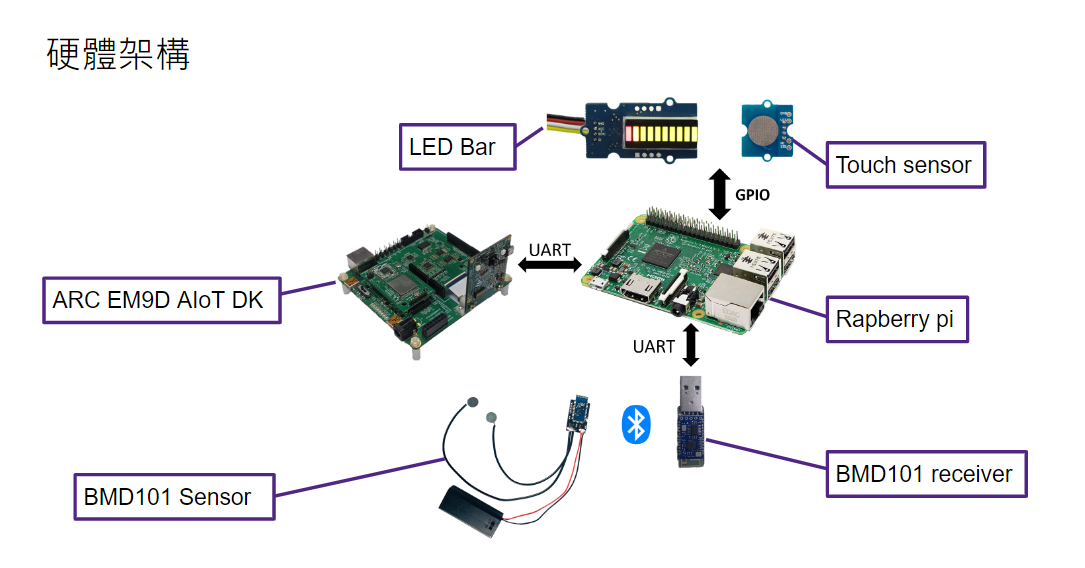 硬體架構
LED Bar
Touch sensor
GPIO
UART
ARC EM9D AIoT DK
Rapberry pi
UART
BMD101 Sensor
BMD101 receiver